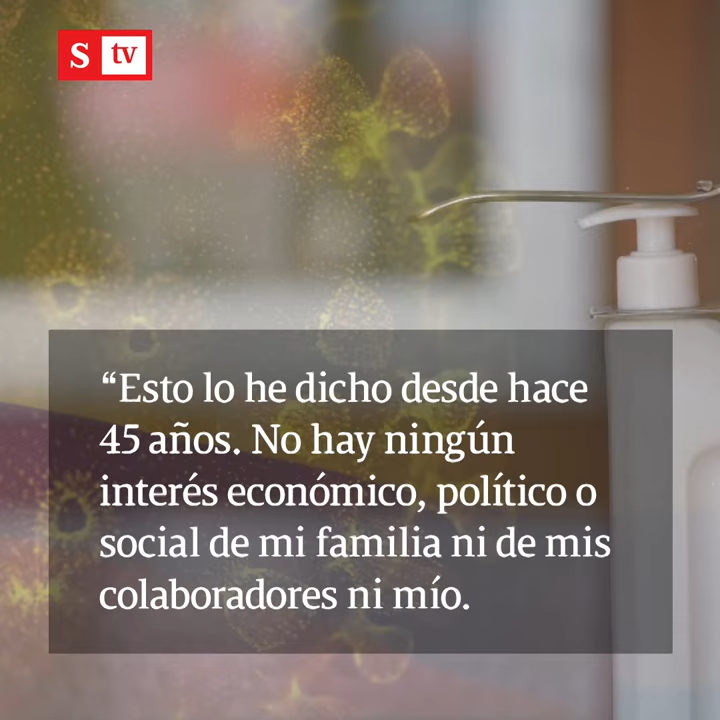 S tv
“Esto lo he dicho desde hace
45 años. No hay ningún
interés económico, político o
social de mi familia ni de mis
colaboradores ni mío.